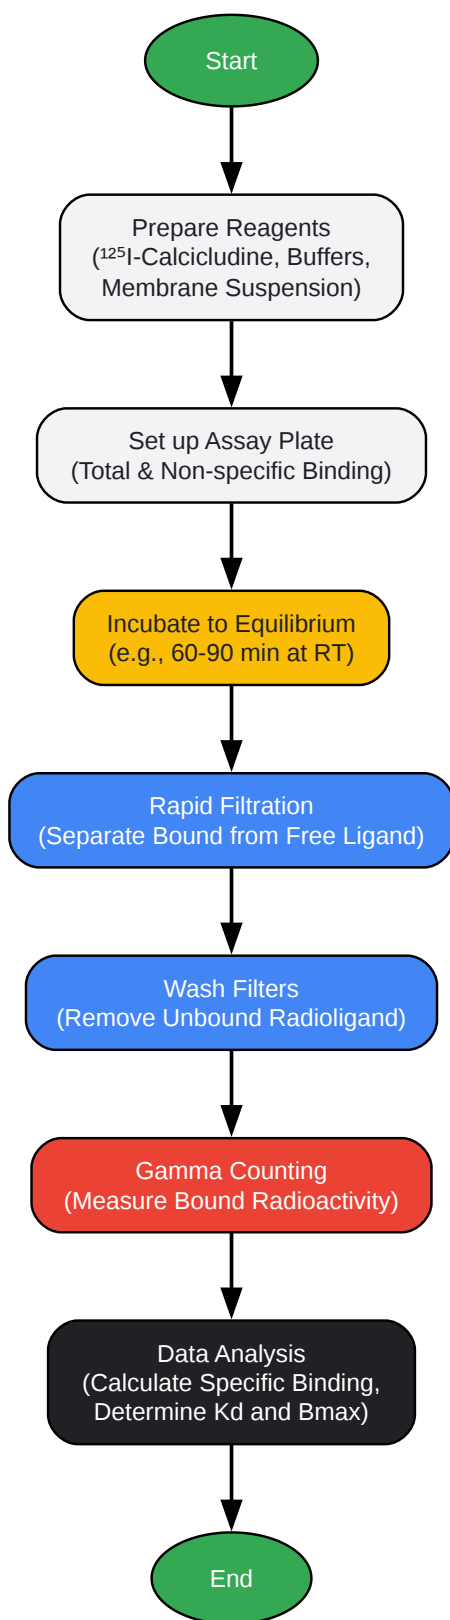 Start
Prepare Reagents
(¹²⁵I-Calcicludine, Buffers,
Membrane Suspension)
Set up Assay Plate
(Total & Non-specific Binding)
Incubate to Equilibrium
(e.g., 60-90 min at RT)
Rapid Filtration
(Separate Bound from Free Ligand)
Wash Filters
(Remove Unbound Radioligand)
Gamma Counting
(Measure Bound Radioactivity)
Data Analysis
(Calculate Specific Binding,
Determine Kd and Bmax)
End